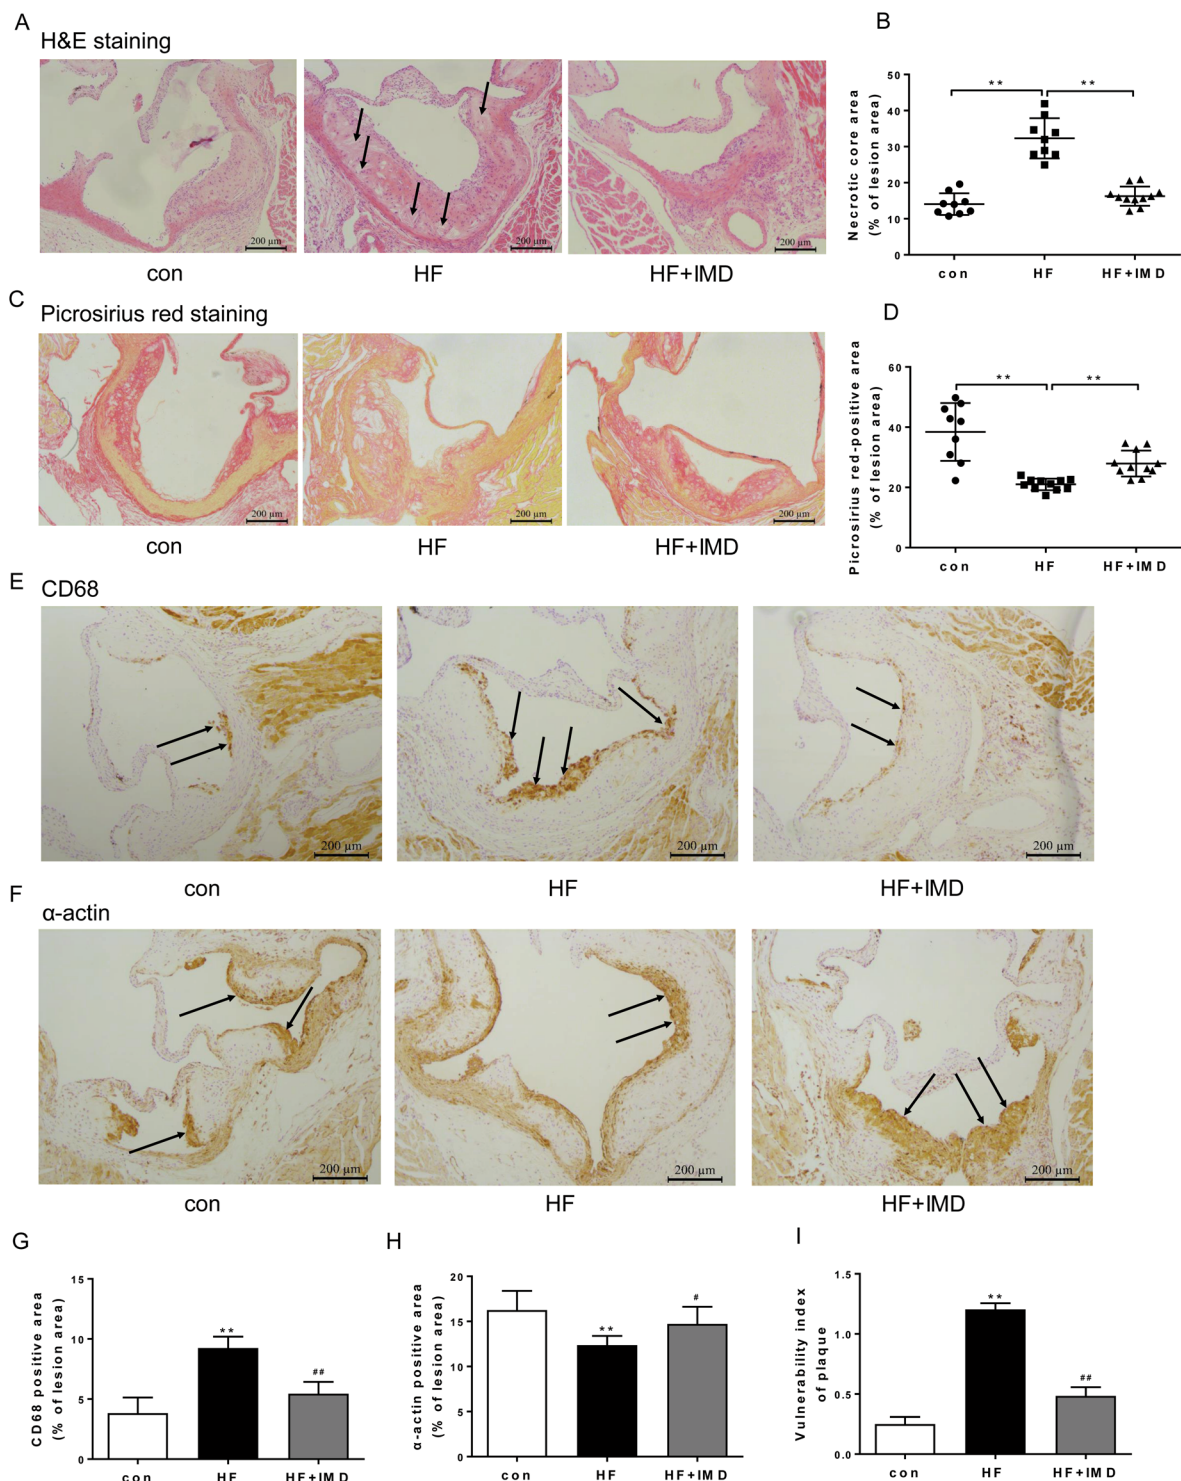 A
H&E staining
200 µm
200 µm
200 µm
con
HF
HF+IMD
B
Necrotic core area
(% of lesion area)
50
40
30
20
10
0
**
**
con
HF
HF+IMD
C
Picrosirius red staining
200 µm
200 µm
200 µm
con
HF
HF+IMD
D
Picrosirius red-positive area
(% of lesion area)
60
40
20
0
**
**
con
HF
HF+IMD
E
CD68
200 µm
200 µm
200 µm
con
HF
HF+IMD
F
α-actin
200 µm
200 µm
200 µm
con
HF
HF+IMD
G
CD68 positive area
(% of lesion area)
15
10
5
0
**
##
con
HF
HF+IMD
H
α-actin positive area
(% of lesion area)
20
15
10
5
0
**
#
con
HF
HF+IMD
I
Vulnerability index
of plaque
1.5
1.0
0.5
0.0
**
##
con
HF
HF+IMD